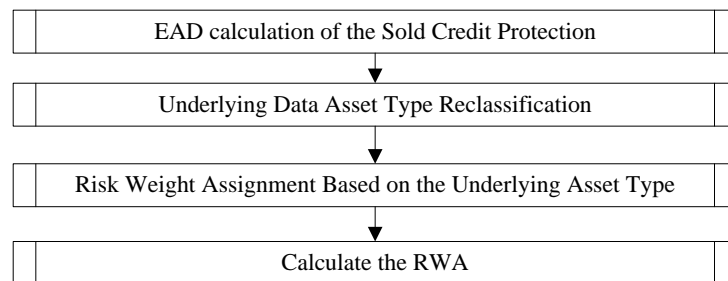 EAD calculation of the Sold Credit Protection
Underlying Data Asset Type Reclassification
Risk Weight Assignment Based on the Underlying Asset Type
Calculate the RWA